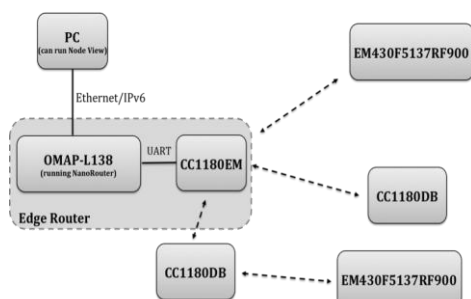 PC
(can run Node View)
EM430F5137RF900
Ethernet/IPv6
OMAP-L138
(running NanoRouter)
UART
CC1180EM
CC1180DB
Edge Router
CC1180DB
EM430F5137RF900